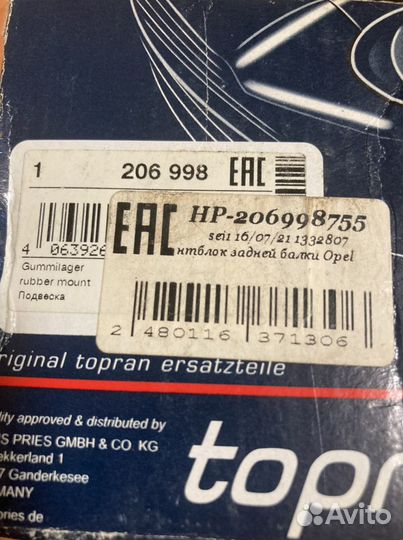 1 206 998 EAC
4 063926
Gummilager
rubber mount
Подвеска
EAC HP-206998755
seit 16/07/21 1332807
нтблок задней балки Opel
2 480116 371306
original topran ersatzteile
lity approved & distributed by
S PRIES GMBH & CO. KG
ekkerland 1
7 Ganderkesee
MANY
ories de
topr
Avito